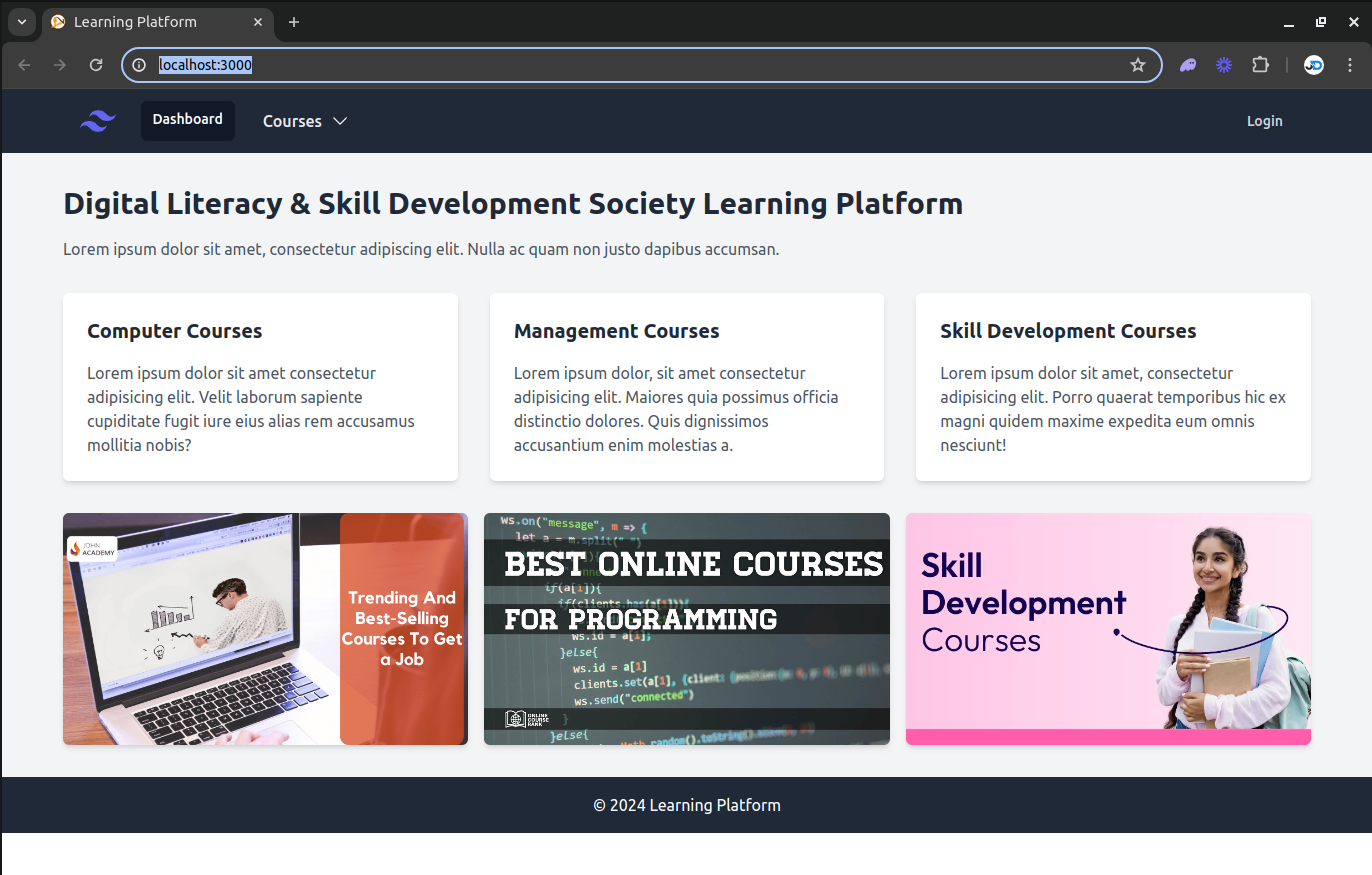 Learning Platform
localhost:3000
Dashboard
Courses
Login
Digital Literacy & Skill Development Society Learning Platform
Lorem ipsum dolor sit amet, consectetur adipiscing elit. Nulla ac quam non justo dapibus accumsan.
Computer Courses
Lorem ipsum dolor sit amet consectetur
adipisicing elit. Velit laborum sapiente
cupiditate fugit iure eius alias rem accusamus
mollitia nobis?
Management Courses
Lorem ipsum dolor, sit amet consectetur
adipisicing elit. Maiores quia possimus officia
distinctio dolores. Quis dignissimos
accusantium enim molestias a.
Skill Development Courses
Lorem ipsum dolor sit amet, consectetur
adipisicing elit. Porro quaerat temporibus hic ex
magni quidem maxime expedita eum omnis
nesciunt!
JOHN
ACADEMY
Trending And
Best-Selling
Courses To Get
a Job
ws.on("message", m => {
let a = m.split(" ")
BEST ONLINE COURSES
if(a[1]){
if(clients.has(a[1])){
FOR PROGRAMMING
ws.id = a[1];
}else{
ws.id = a[1]
clients.set(a[1], {client:
ws.send("connected")
}
ONLINE
COURSE
RANK
}else{
Math.random().toString()
Skill
Development
Courses
© 2024 Learning Platform